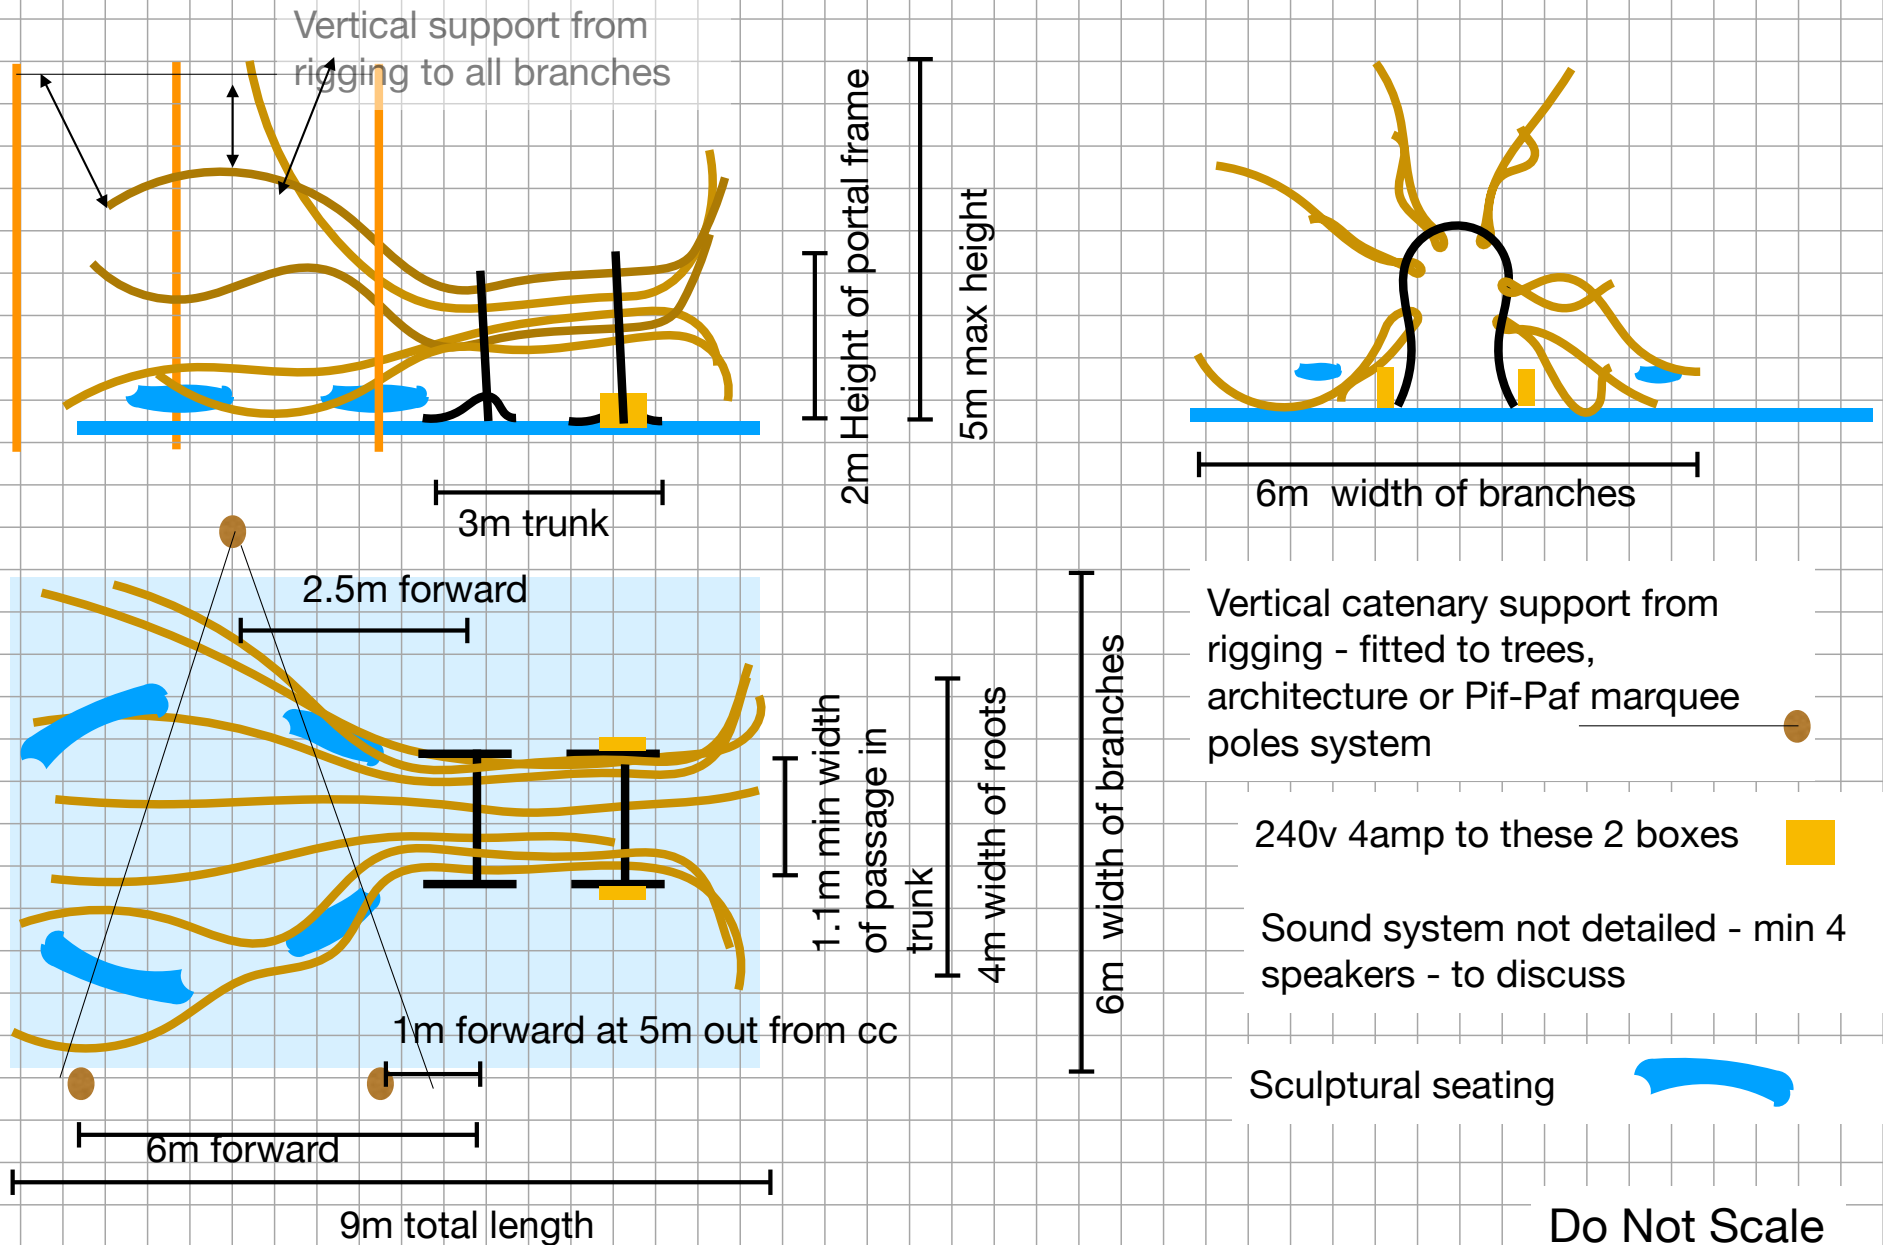 Vertical support from
rigging to all branches
2m Height of portal frame
5m max height
3m trunk
6m width of branches
2.5m forward
1.1m min width
of passage in
trunk
4m width of roots
6m width of branches
1m forward at 5m out from cc
6m forward
9m total length
Vertical catenary support from
rigging - fitted to trees,
architecture or Pif-Paf marquee
poles system
240v 4amp to these 2 boxes
Sound system not detailed - min 4
speakers - to discuss
Sculptural seating
Do Not Scale